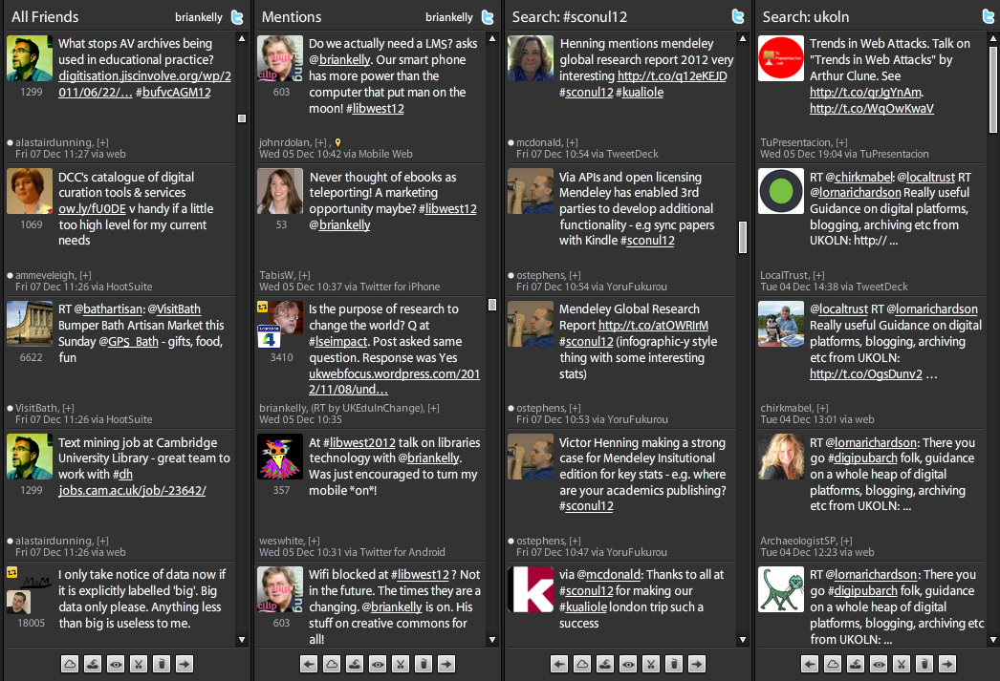 All Friends
briankelly
What stops AV archives being
used in educational practice?
digitisation.jiscinvolve.org/wp/2
011/06/22/… #bufvcAGM12
1299
alastairdunning, [+]
Fri 07 Dec 11:27 via web
DCC's catalogue of digital
curation tools & services
ow.ly/fU0DE v handy if a little
too high level for my current
needs
1069
ammeveleigh, [+]
Fri 07 Dec 11:26 via HootSuite
RT @bathartisan: @VisitBath
Bumper Bath Artisan Market this
Sunday @GPS_Bath - gifts, food,
fun
6622
VisitBath, [+]
Fri 07 Dec 11:26 via HootSuite
Text mining job at Cambridge
University Library - great team to
work with #dh
jobs.cam.ac.uk/job/-23642/
1299
alastairdunning, [+]
Fri 07 Dec 11:26 via web
I only take notice of data now if
it is explicitly labelled 'big'. Big
data only please. Anything less
than big is useless to me.
18005
Mentions
briankelly
Do we actually need a LMs? asks
@briankelly. Our smart phone
has more power than the
computer that put man on the
moon! #libwest12
cilip
603
johnrdolan, [+] ,
Wed 05 Dec 10:42 via Mobile Web
Never thought of ebooks as
teleporting! A marketing
opportunity maybe? #libwest12
@briankelly
53
TabisW, [+]
Wed 05 Dec 10:37 via Twitter for iPhone
Is the purpose of research to
change the world? Q at
#lseimpact. Post asked same
question. Response was Yes
ukwebfocus.wordpress.com/201
2/11/08/und…
Education
4
3410
briankelly, (RT by UKEduInChange), [+]
Wed 05 Dec 10:35
At #libwest2012 talk on libraries
technology with @briankelly.
Was just encouraged to turn my
mobile *on*!
357
weswhite, [+]
Wed 05 Dec 10:31 via Twitter for Android
Wifi blocked at #libwest12 ? Not
in the future. The times they are a
changing. @briankelly is on. His
stuff on creative commons for
all!
cilip
603
Search: #sconul12
Henning mentions mendeley
global research report 2012 very
interesting http://t.co/q12eKEJD
#sconul12 #kualiole
mcdonald, [+]
Fri 07 Dec 10:54 via TweetDeck
Via APIs and open licensing
Mendeley has enabled 3rd
parties to develop additional
functionality - e.g sync papers
with Kindle #sconul12
ostephens, [+]
Fri 07 Dec 10:54 via YoruFukurou
Mendeley Global Research
Report http://t.co/atOWRIrM
#sconul12 (infographic-y style
thing with some interesting
stats)
ostephens, [+]
Fri 07 Dec 10:53 via YoruFukurou
Victor Henning making a strong
case for Mendeley Insitutional
edition for key stats - e.g. where
are your academics publishing?
#sconul12
ostephens, [+]
Fri 07 Dec 10:47 via YoruFukurou
via @mcdonald: Thanks to all at
#sconul12 for making our
#kualiole london trip such a
success
k
Search: ukoln
Trends in Web Attacks. Talk on
"Trends in Web Attacks" by
Arthur Clune. See
http://t.co/qrJgYnAm.
http://t.co/WqOwKwaV
TuPresentacion, [+]
Wed 05 Dec 19:04 via TuPresentacion
RT @chirkmabel: @localtrust RT
@lornarichardson Really useful
Guidance on digital platforms,
blogging, archiving etc from
UKOLN: http:// ...
LocalTrust, [+]
Tue 04 Dec 14:38 via TweetDeck
@localtrust RT @lornarichardson
Really useful Guidance on digital
platforms, blogging, archiving
etc from UKOLN:
http://t.co/OgsDunv2 …
chirkmabel, [+]
Tue 04 Dec 13:01 via web
RT @lornarichardson: There you
go #digipubarch folk, guidance
on a whole heap of digital
platforms, blogging, archiving
etc from UKOLN: ...
ArchaeologistSP, [+]
Tue 04 Dec 12:23 via web
RT @lornarichardson: There you
go #digipubarch folk, guidance
on a whole heap of digital
platforms, blogging, archiving etc
from UKOLN: ...